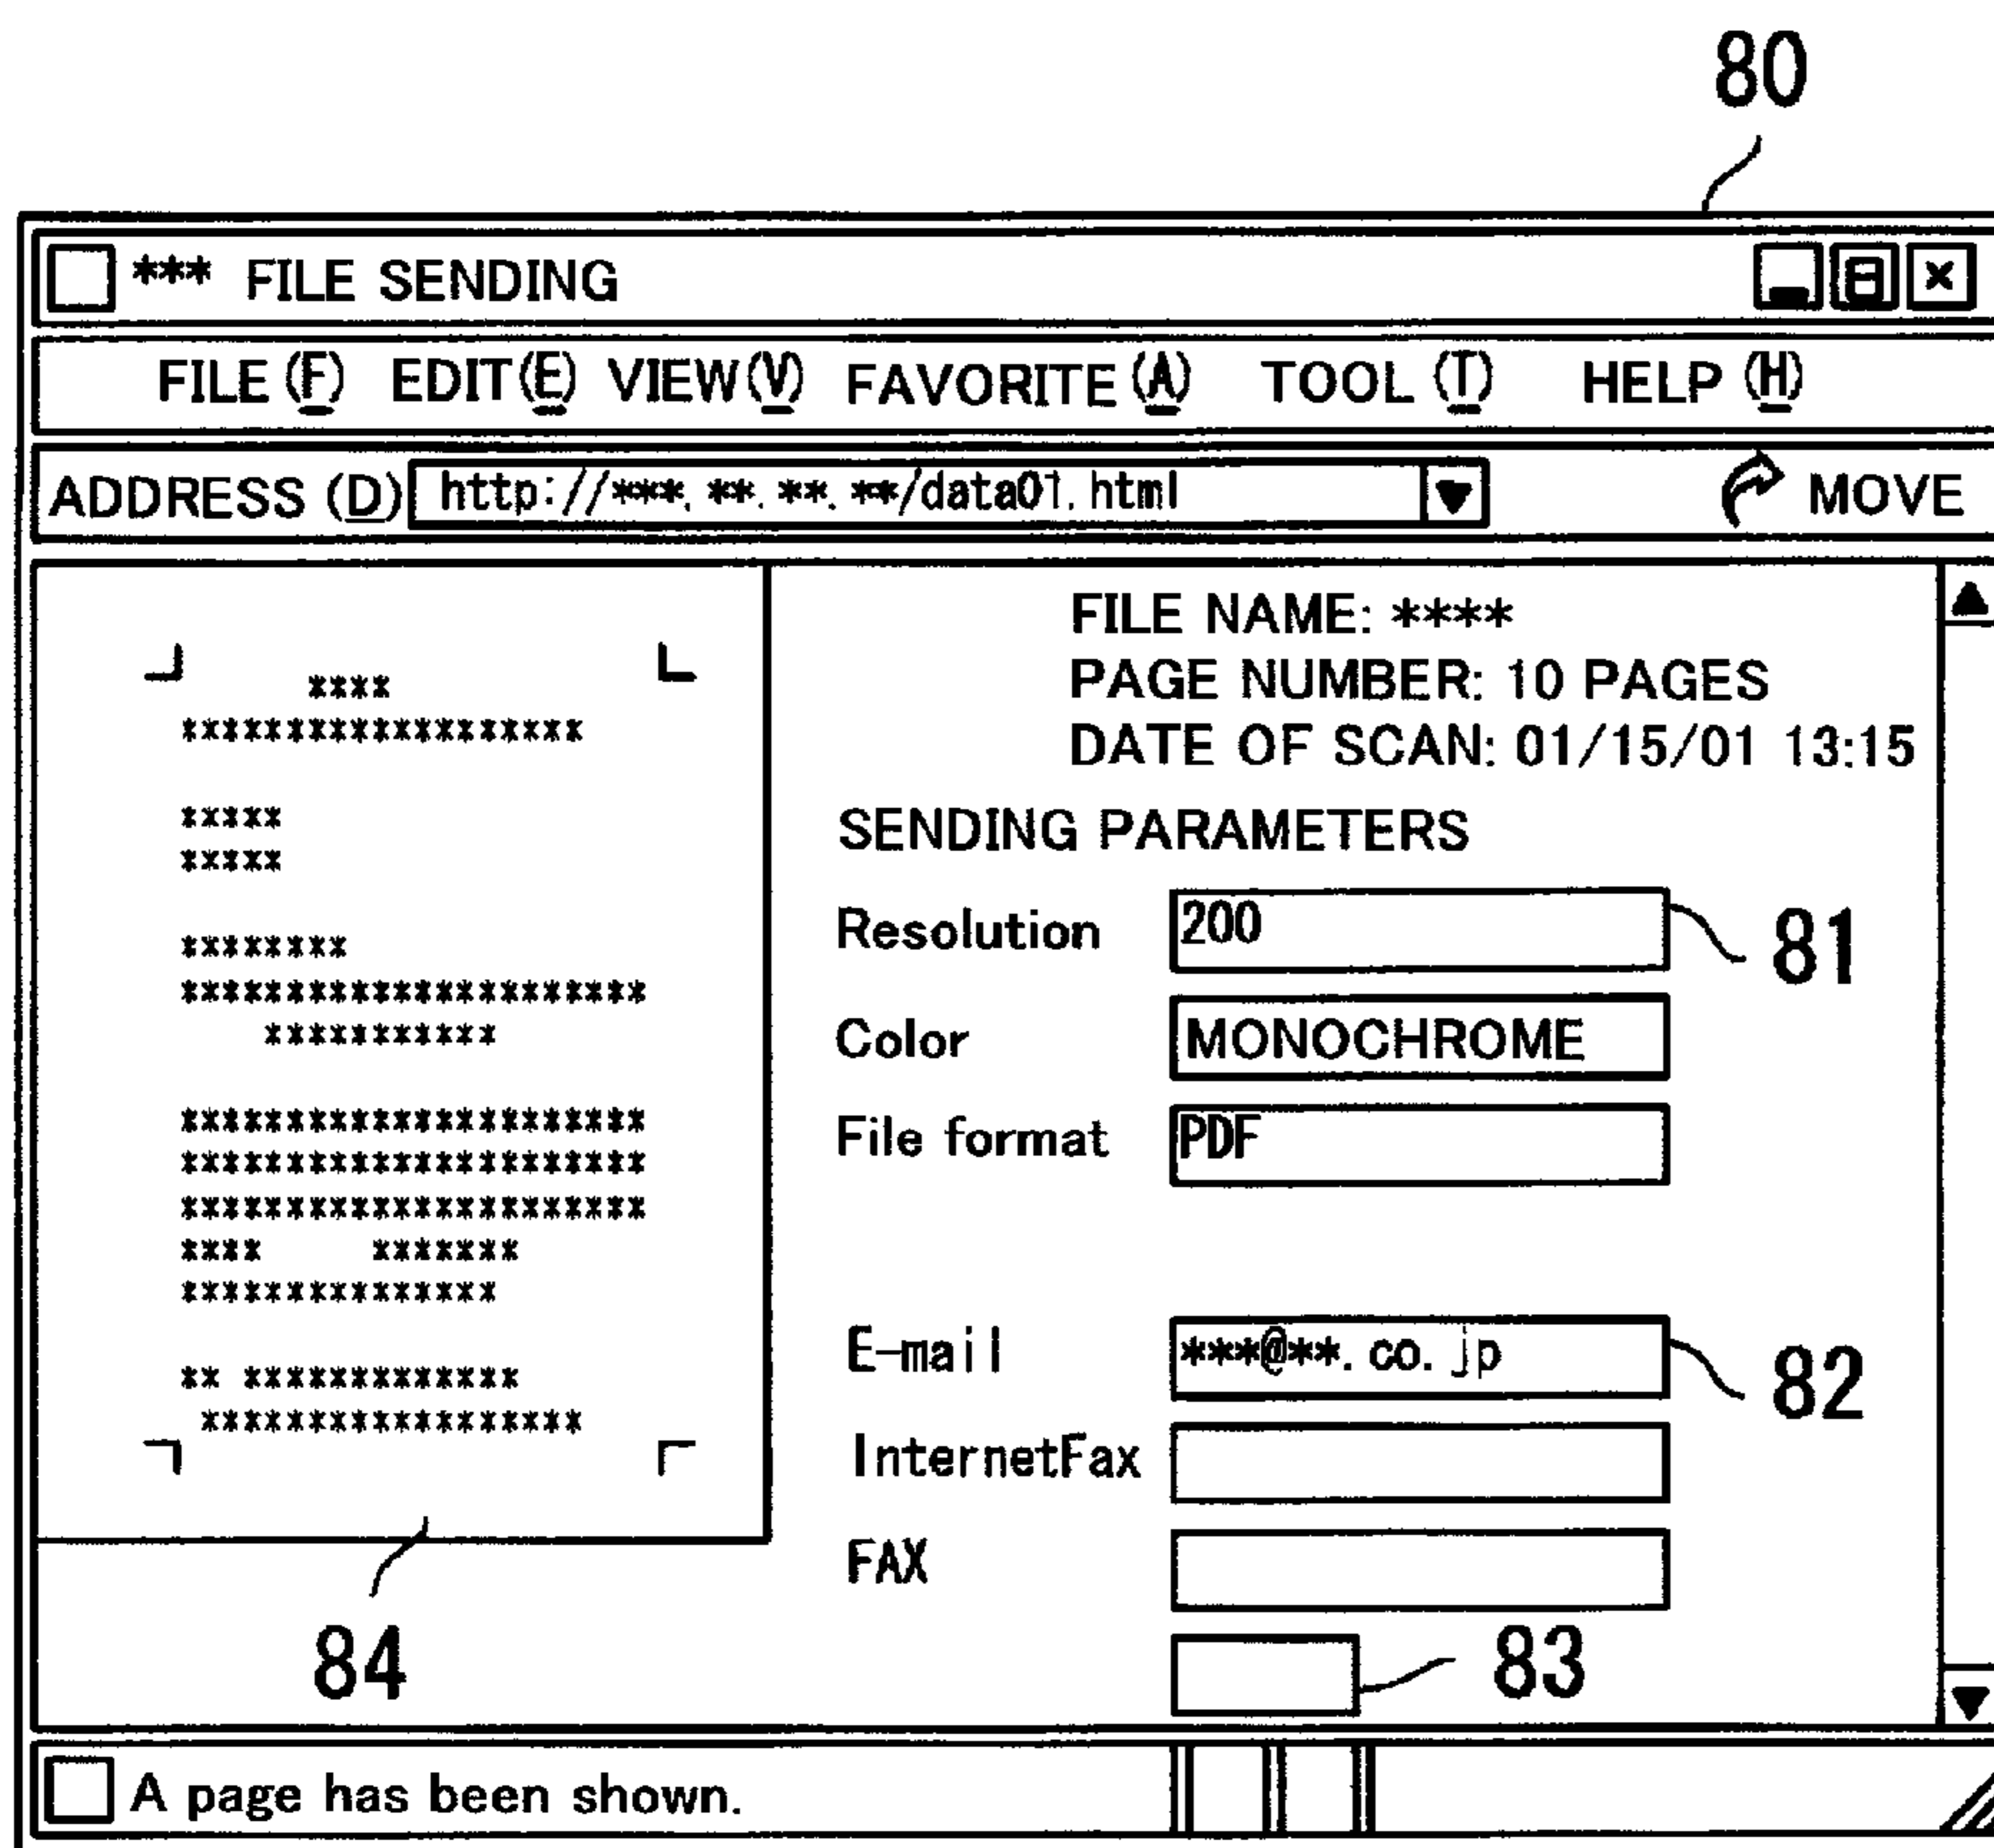 80
*** FILE SENDING
FILE (F) EDIT(E) VIEW(V) FAVORITE (A) TOOL (T) HELP (H)
ADDRESS (D) http://***.**.**.**/data01.html MOVE
FILE NAME: ****
PAGE NUMBER: 10 PAGES
DATE OF SCAN: 01/15/01 13:15
SENDING PARAMETERS
Resolution 200 81
Color MONOCHROME
File format PDF
E-mail ***@**.co.jp 82
InternetFax
FAX
83
****
*******************
*****
*****
********
**********************
***********
**********************
**********************
**********************
**** *******
***************
** *************
******************
84
A page has been shown.